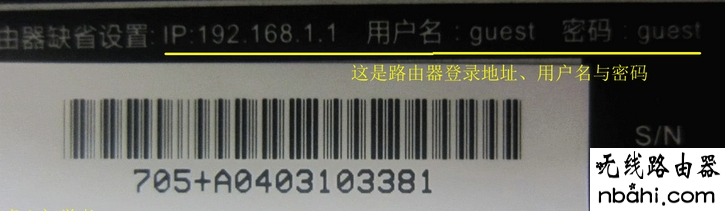 由器缺省设置: IP:192.168.1.1 用户名: guest 密码: guest
这是路由器登录地址、用户名与密码
705+A0403103381
S/N
无线路由器
nbahi.com